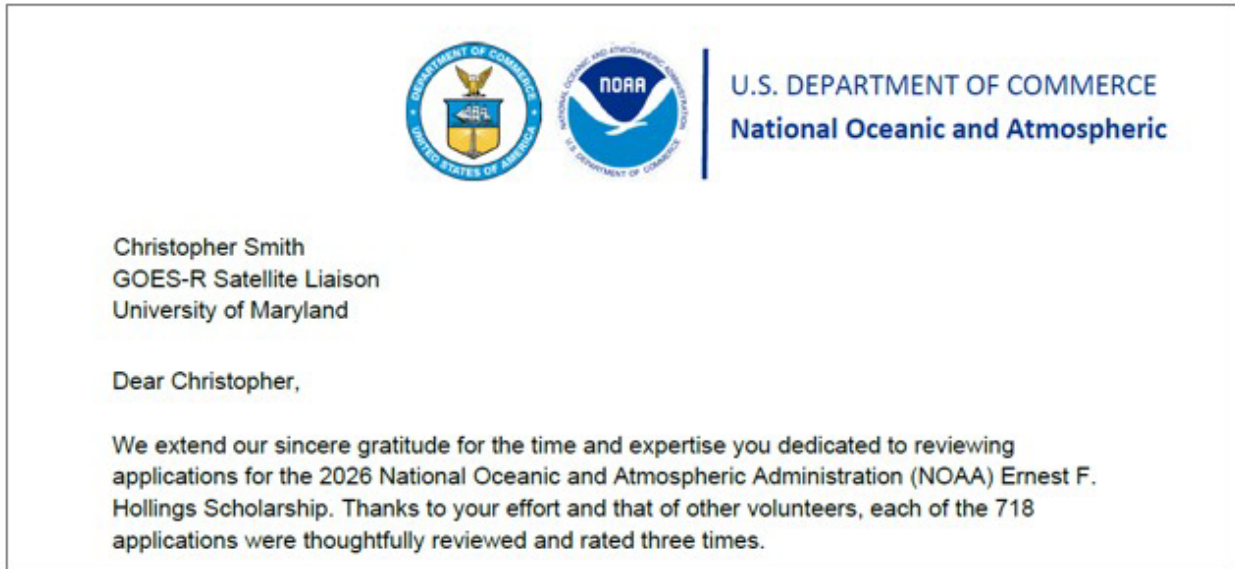 DEPARTMENT OF COMMERCE
UNITED STATES OF AMERICA
NATIONAL OCEANIC AND ATMOSPHERIC ADMINISTRATION
NOAA
U.S. DEPARTMENT OF COMMERCE
U.S. DEPARTMENT OF COMMERCE
National Oceanic and Atmospheric
Christopher Smith
GOES-R Satellite Liaison
University of Maryland
Dear Christopher,
We extend our sincere gratitude for the time and expertise you dedicated to reviewing
applications for the 2026 National Oceanic and Atmospheric Administration (NOAA) Ernest F.
Hollings Scholarship. Thanks to your effort and that of other volunteers, each of the 718
applications were thoughtfully reviewed and rated three times.